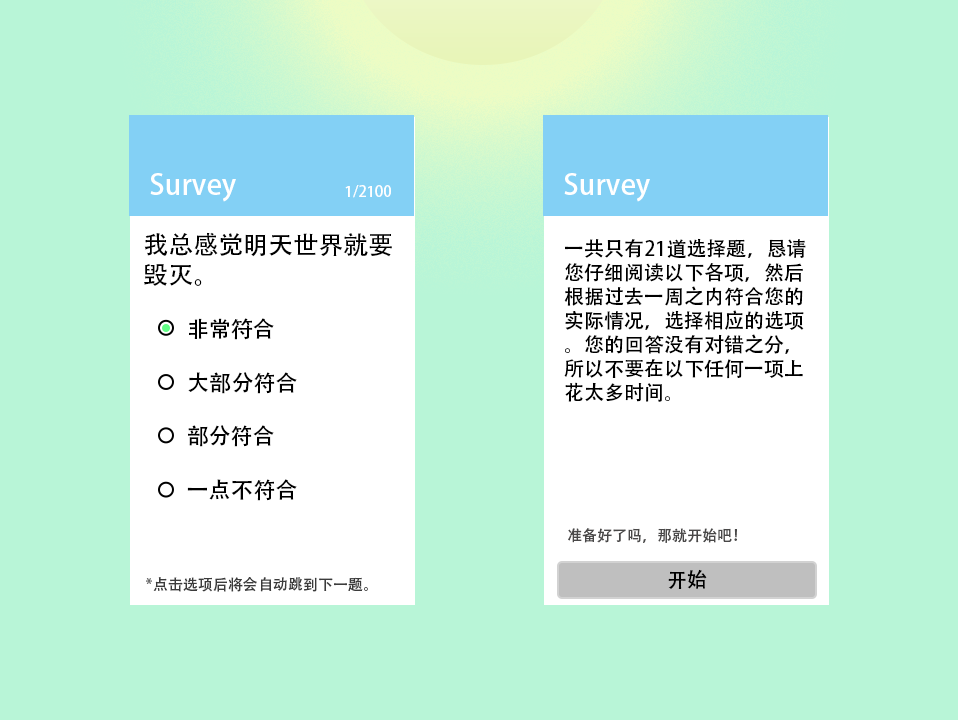 Survey
1/2100
我总感觉明天世界就要
毁灭。
非常符合
大部分符合
部分符合
一点不符合
*点击选项后将会自动跳到下一题。
Survey
一共只有21道选择题，恳请
您仔细阅读以下各项，然后
根据过去一周之内符合您的
实际情况，选择相应的选项
。您的回答没有对错之分，
所以不要在以下任何一项上
花太多时间。
准备好了吗，那就开始吧！
开始